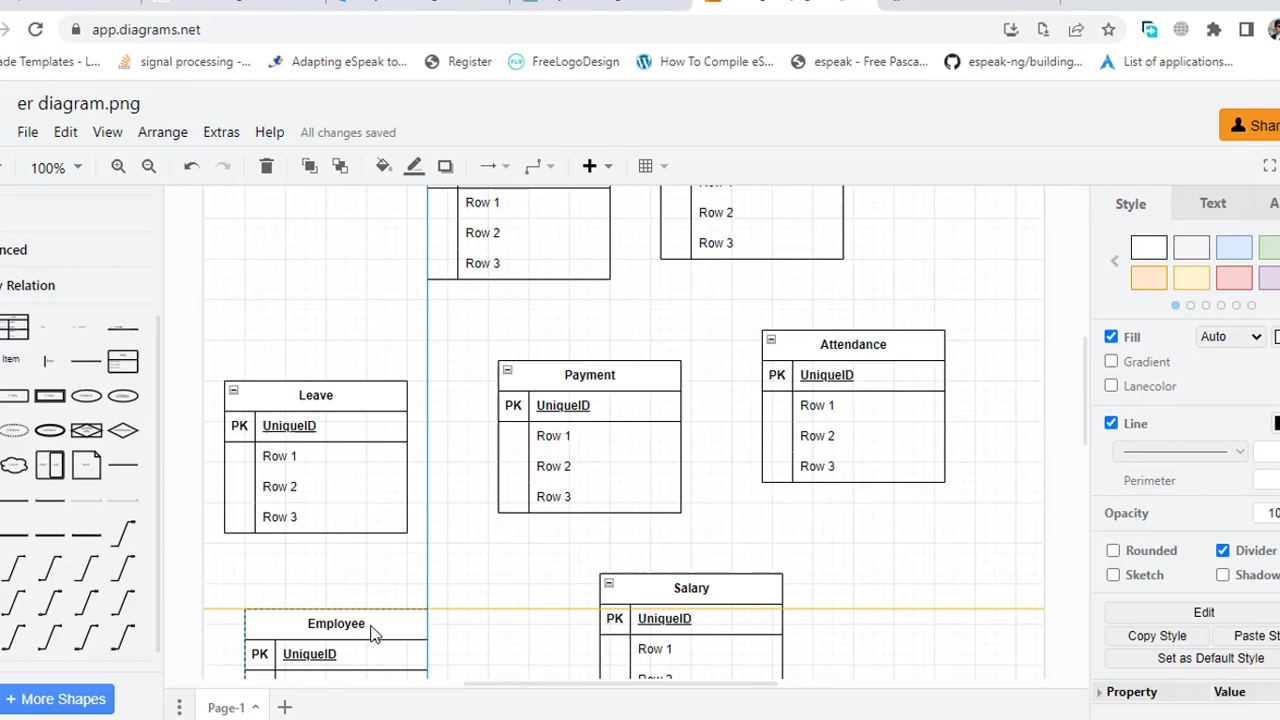 app.diagrams.net
ade Templates - L...
signal processing -...
Adapting eSpeak to...
Register
FreeLogoDesign
How To Compile eS...
espeak - Free Pasca...
espeak-ng/building...
List of applications...
er diagram.png
File Edit View Arrange Extras Help All changes saved
Shar
100%
nced
y Relation
Item
More Shapes
Row 1
Row 2
Row 3
Row 2
Row 3
Leave
PK UniqueID
Row 1
Row 2
Row 3
Payment
PK UniqueID
Row 1
Row 2
Row 3
Attendance
PK UniqueID
Row 1
Row 2
Row 3
Employee
PK UniqueID
Salary
PK UniqueID
Row 1
Page-1
Style Text A
Fill Auto
Gradient
Lanecolor
Line
Perimeter
Opacity 10
Rounded Divider
Sketch Shadow
Edit
Copy Style Paste St
Set as Default Style
Property Value